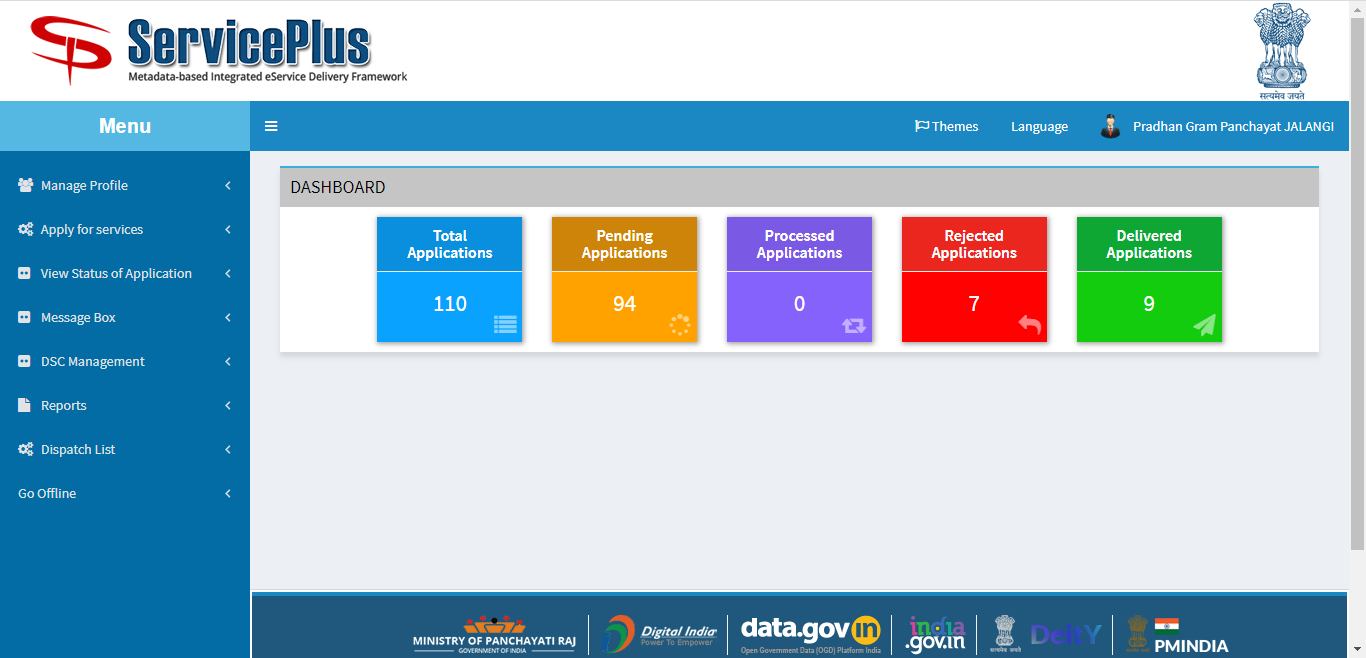 ServicePlus
Metadata-based Integrated eService Delivery Framework
सत्यमेव जयते
Menu
Themes
Language
Pradhan Gram Panchayat JALANGI
Manage Profile
Apply for services
View Status of Application
Message Box
DSC Management
Reports
Dispatch List
Go Offline
DASHBOARD
Total
Applications
110
Pending
Applications
94
Processed
Applications
0
Rejected
Applications
7
Delivered
Applications
9
MINISTRY OF PANCHAYATI RAJ
GOVERNMENT OF INDIA
Digital India
Power To Empower
data.gov in
Open Government Data (OGD) Platform India
india
.gov.in
सत्यमेव जयते
DeitY
PMINDIA